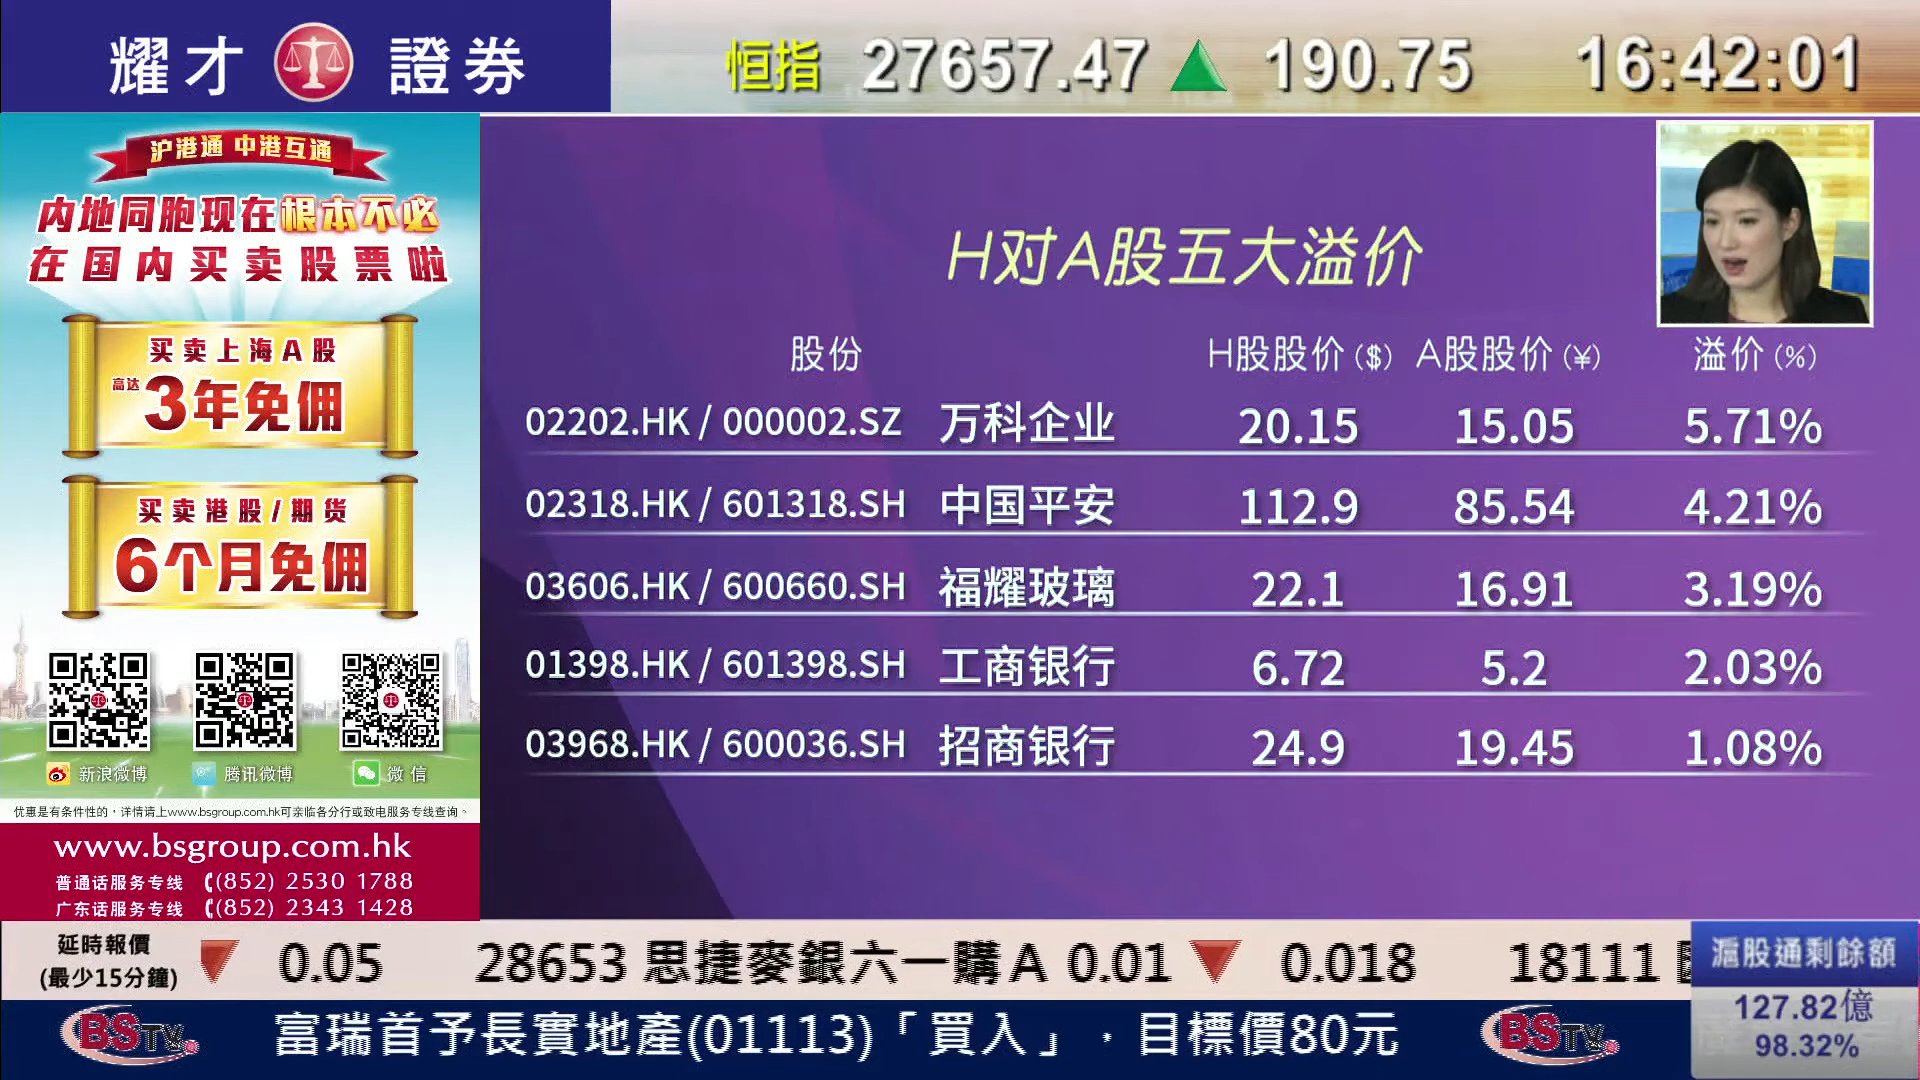 耀才 證券
恒指 27657.47 ▲ 190.75 16:42:01
沪港通 中港互通
内地同胞现在根本不必
在国内买卖股票啦
买卖上海A股
高达3年免佣
买卖港股/期货
6个月免佣
新浪微博 腾讯微博 微信
优惠是有条件性的，详情请上www.bsgroup.com.hk可亲临各分行或致电服务专线查询。
www.bsgroup.com.hk
普通话服务专线 (852) 2530 1788
广东话服务专线 (852) 2343 1428
H对A股五大溢价
股份 H股股价($) A股股价(¥) 溢价(%)
02202.HK / 000002.SZ 万科企业 20.15 15.05 5.71%
02318.HK / 601318.SH 中国平安 112.9 85.54 4.21%
03606.HK / 600660.SH 福耀玻璃 22.1 16.91 3.19%
01398.HK / 601398.SH 工商银行 6.72 5.2 2.03%
03968.HK / 600036.SH 招商银行 24.9 19.45 1.08%
延時報價
(最少15分鐘)
▼ 0.05 28653 思捷麥銀六一購A 0.01 ▼ 0.018 18111
滬股通剩餘額
127.82億
98.32%
BSTV 富瑞首予長實地產(01113)「買入」，目標價80元 BSTV